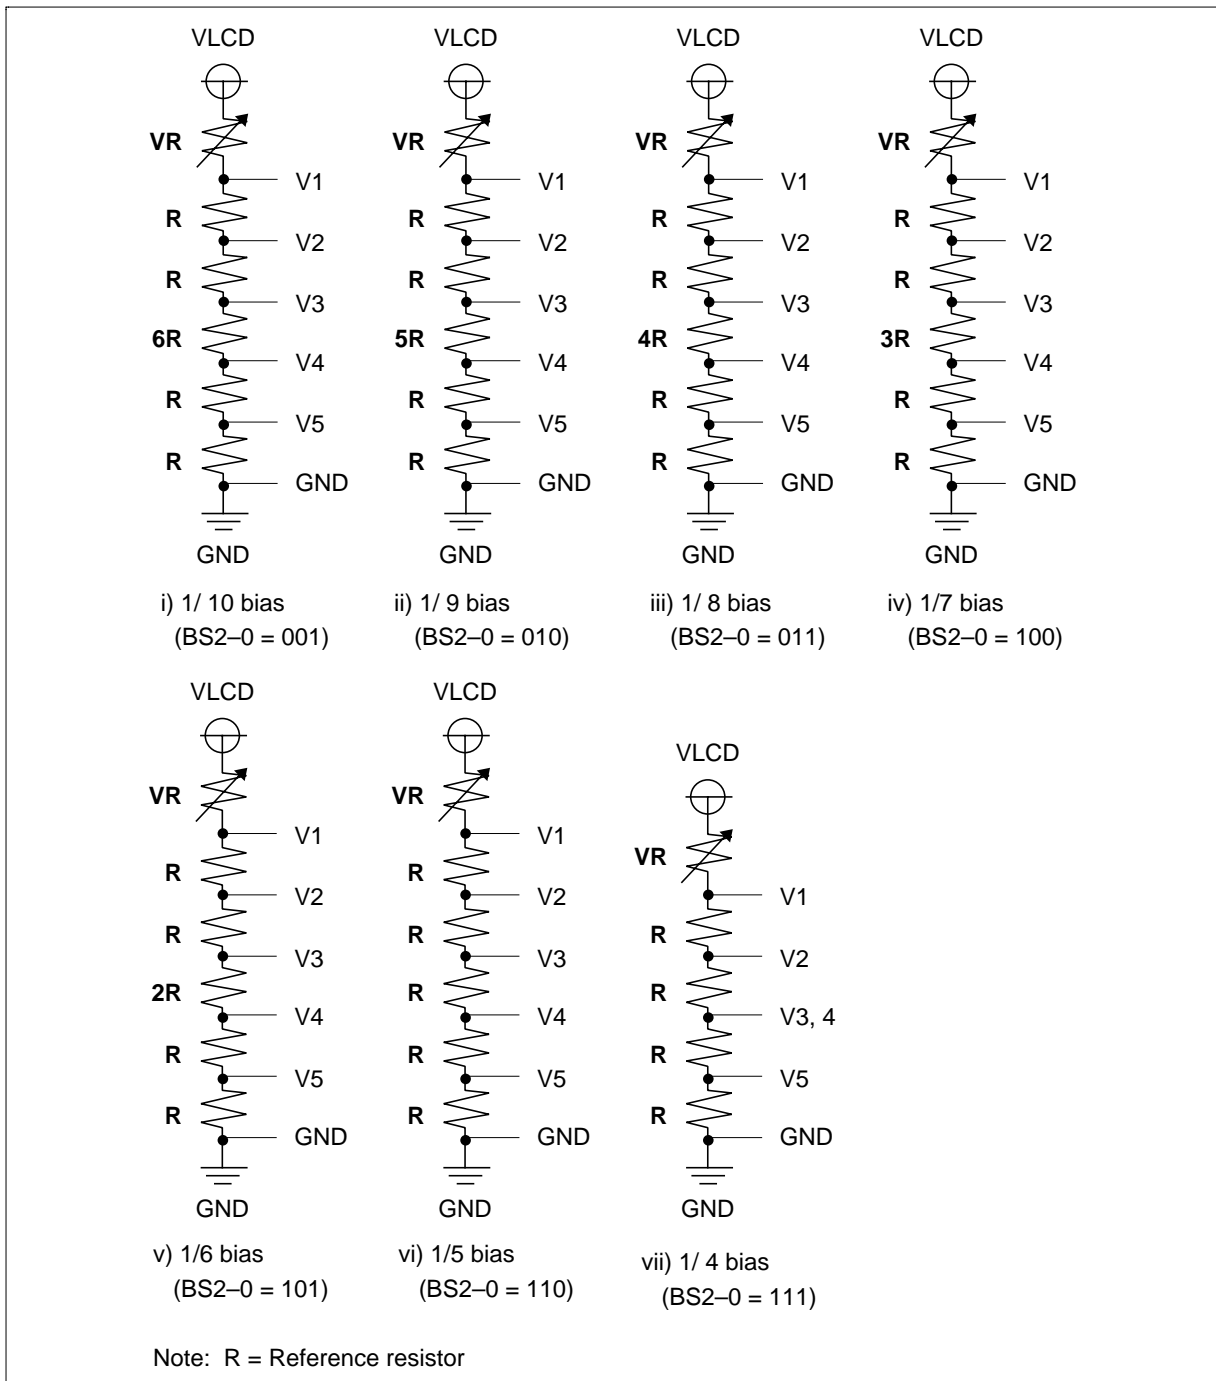 VLCD VLCD VLCD VLCD
VR VR VR VR
V1 V1 V1 V1
R R R R
V2 V2 V2 V2
R R R R
V3 V3 V3 V3
6R 5R 4R 3R
V4 V4 V4 V4
R R R R
V5 V5 V5 V5
R R R R
GND GND GND GND
GND GND GND GND
i) 1/ 10 bias ii) 1/ 9 bias iii) 1/ 8 bias iv) 1/7 bias
(BS2–0 = 001) (BS2–0 = 010) (BS2–0 = 011) (BS2–0 = 100)
VLCD VLCD
VLCD
VR VR
V1 V1
VR
R R
V2 V2 V1
R R R
V3 V3 V2
2R R R
V4 V4 V3, 4
R R R
V5 V5 V5
R R R
GND GND GND
GND GND GND
v) 1/6 bias vi) 1/5 bias vii) 1/ 4 bias
(BS2–0 = 101) (BS2–0 = 110) (BS2–0 = 111)
Note: R = Reference resistor